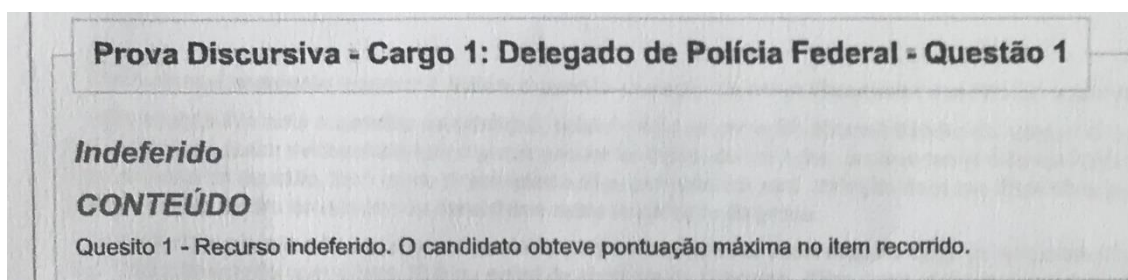 Prova Discursiva - Cargo 1: Delegado de Polícia Federal - Questão 1
Indeferido
CONTEÚDO
Quesito 1 - Recurso indeferido. O candidato obteve pontuação máxima no item recorrido.